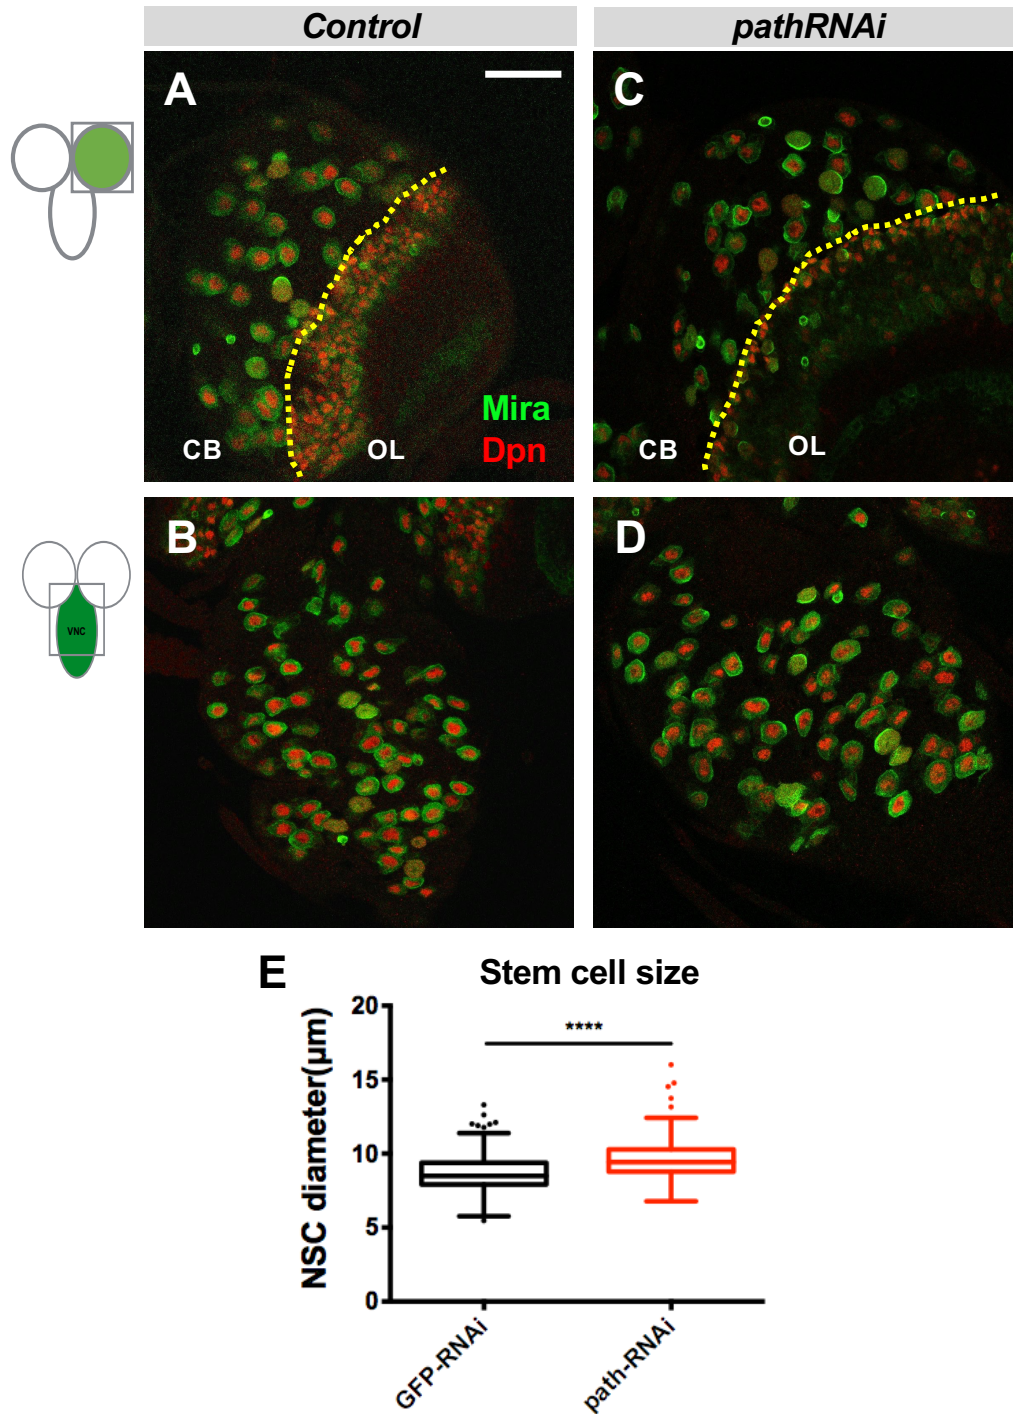 Control
pathRNAi
A
C
Mira
Dpn
CB
OL
CB
OL
B
D
VNC
E
Stem cell size
NSC diameter(μm)
20
15
10
5
0
****
GFP-RNAi
path-RNAi